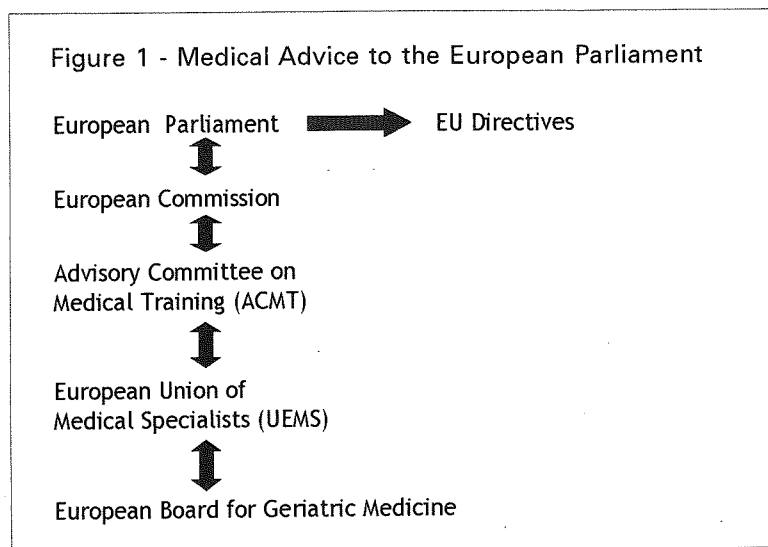 Figure 1 - Medical Advice to the European Parliament
European Parliament EU Directives
European Commission
Advisory Committee on
Medical Training (ACMT)
European Union of
Medical Specialists (UEMS)
European Board for Geriatric Medicine